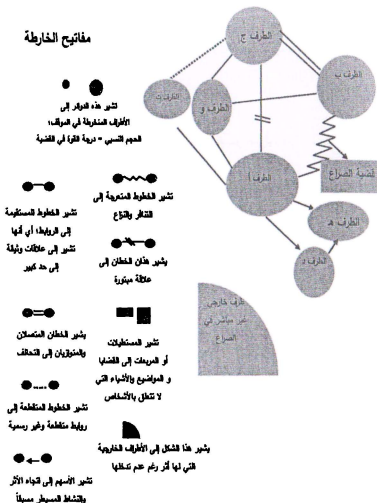 مفاتيح الخارطة
تشير هذه الدوائر إلى
الأطراف المنخرطة في الموقف؛
الحجم النسبي = درجة القوة في القضية
تشير الخطوط المستقيمة
إلى الروابط؛ أي أنها
تشير إلى علاقات وثيقة
إلى حد كبير
تشير الخطوط المتعرجة إلى
التنافر والنزاع
يشير هذان الخطان إلى
علاقة مبتورة
يشير الخطان المتصلان
والمتوازيان إلى التحالف
تشير المستطيلات
أو المربعات إلى القضايا
و المواضيع والأشياء التي
لا تتعلق بالأشخاص
تشير الخطوط المتقاطعة إلى
روابط متقاطعة وغير رسمية
تشير الأسهم إلى اتجاه الأثر
والنشاط المسيطر مسبقاً
يشير هذا الشكل إلى الأطراف الخارجية
التي لها أثر رغم عدم تدخلها
الطرف ج
الطرف ب
الطرف و
الطرف أ
قضية الصراع
الطرف هـ
الطرف د
طرف خارجي
غير مباشر في
الصراع